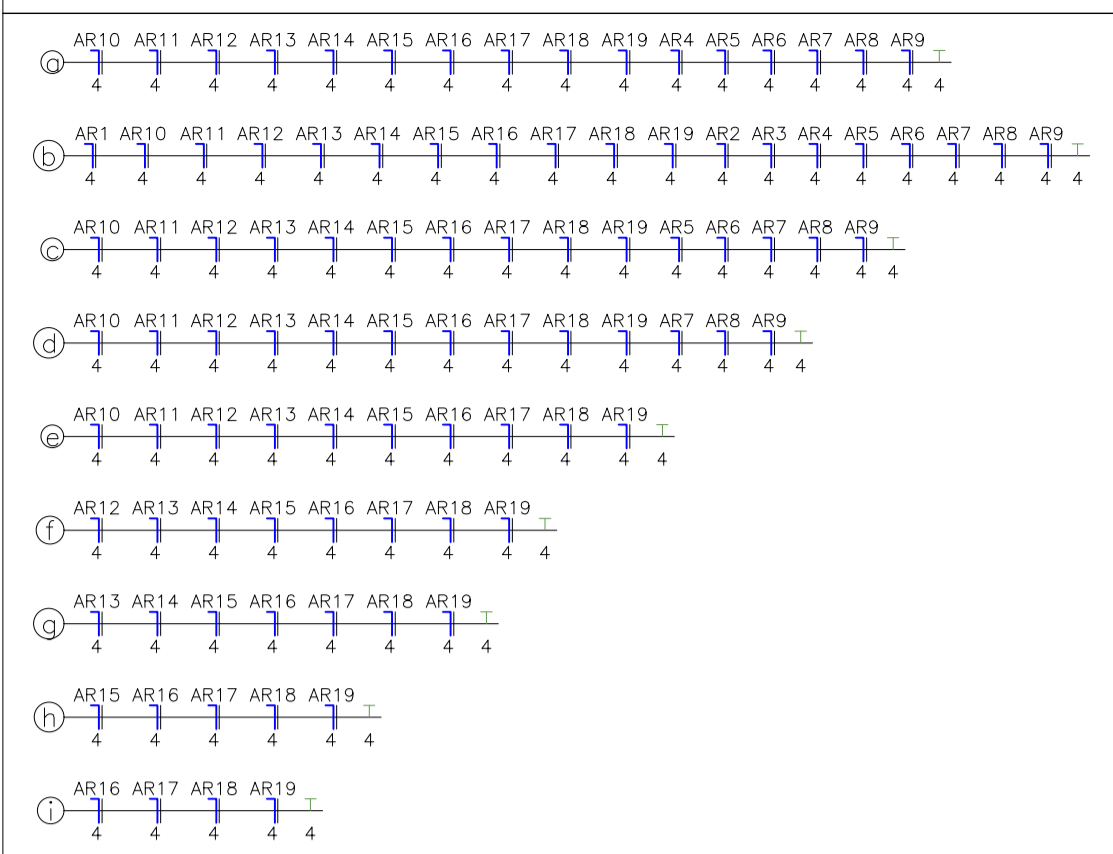 AR10 AR11 AR12 AR13 AR14 AR15 AR16 AR17 AR18 AR19 AR4 AR5 AR6 AR7 AR8 AR9
a
4 4 4 4 4 4 4 4 4 4 4 4 4 4 4 4 4
AR1 AR10 AR11 AR12 AR13 AR14 AR15 AR16 AR17 AR18 AR19 AR2 AR3 AR4 AR5 AR6 AR7 AR8 AR9
b
4 4 4 4 4 4 4 4 4 4 4 4 4 4 4 4 4 4 4 4
AR10 AR11 AR12 AR13 AR14 AR15 AR16 AR17 AR18 AR19 AR5 AR6 AR7 AR8 AR9
c
4 4 4 4 4 4 4 4 4 4 4 4 4 4 4 4
AR10 AR11 AR12 AR13 AR14 AR15 AR16 AR17 AR18 AR19 AR7 AR8 AR9
d
4 4 4 4 4 4 4 4 4 4 4 4 4 4
AR10 AR11 AR12 AR13 AR14 AR15 AR16 AR17 AR18 AR19
e
4 4 4 4 4 4 4 4 4 4 4
AR12 AR13 AR14 AR15 AR16 AR17 AR18 AR19
f
4 4 4 4 4 4 4 4 4
AR13 AR14 AR15 AR16 AR17 AR18 AR19
g
4 4 4 4 4 4 4 4
AR15 AR16 AR17 AR18 AR19
h
4 4 4 4 4 4
AR16 AR17 AR18 AR19
i
4 4 4 4 4